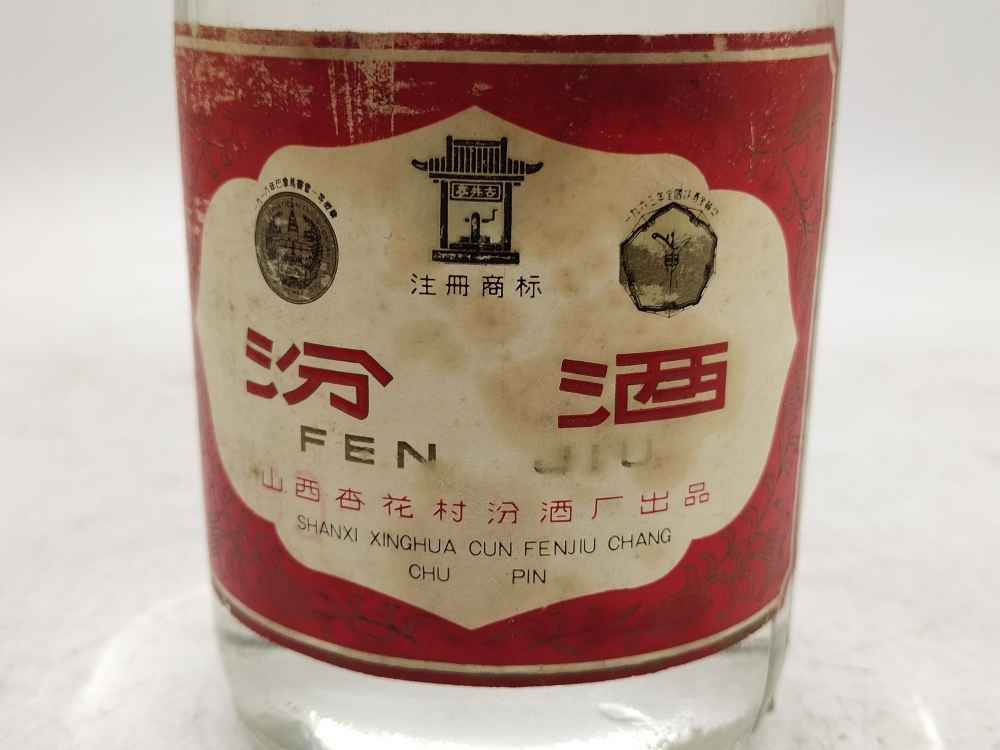 古井亭
注册商标
汾酒
FEN JIU
山西杏花村汾酒厂出品
SHANXI XINGHUA CUN FENJIU CHANG
CHU PIN